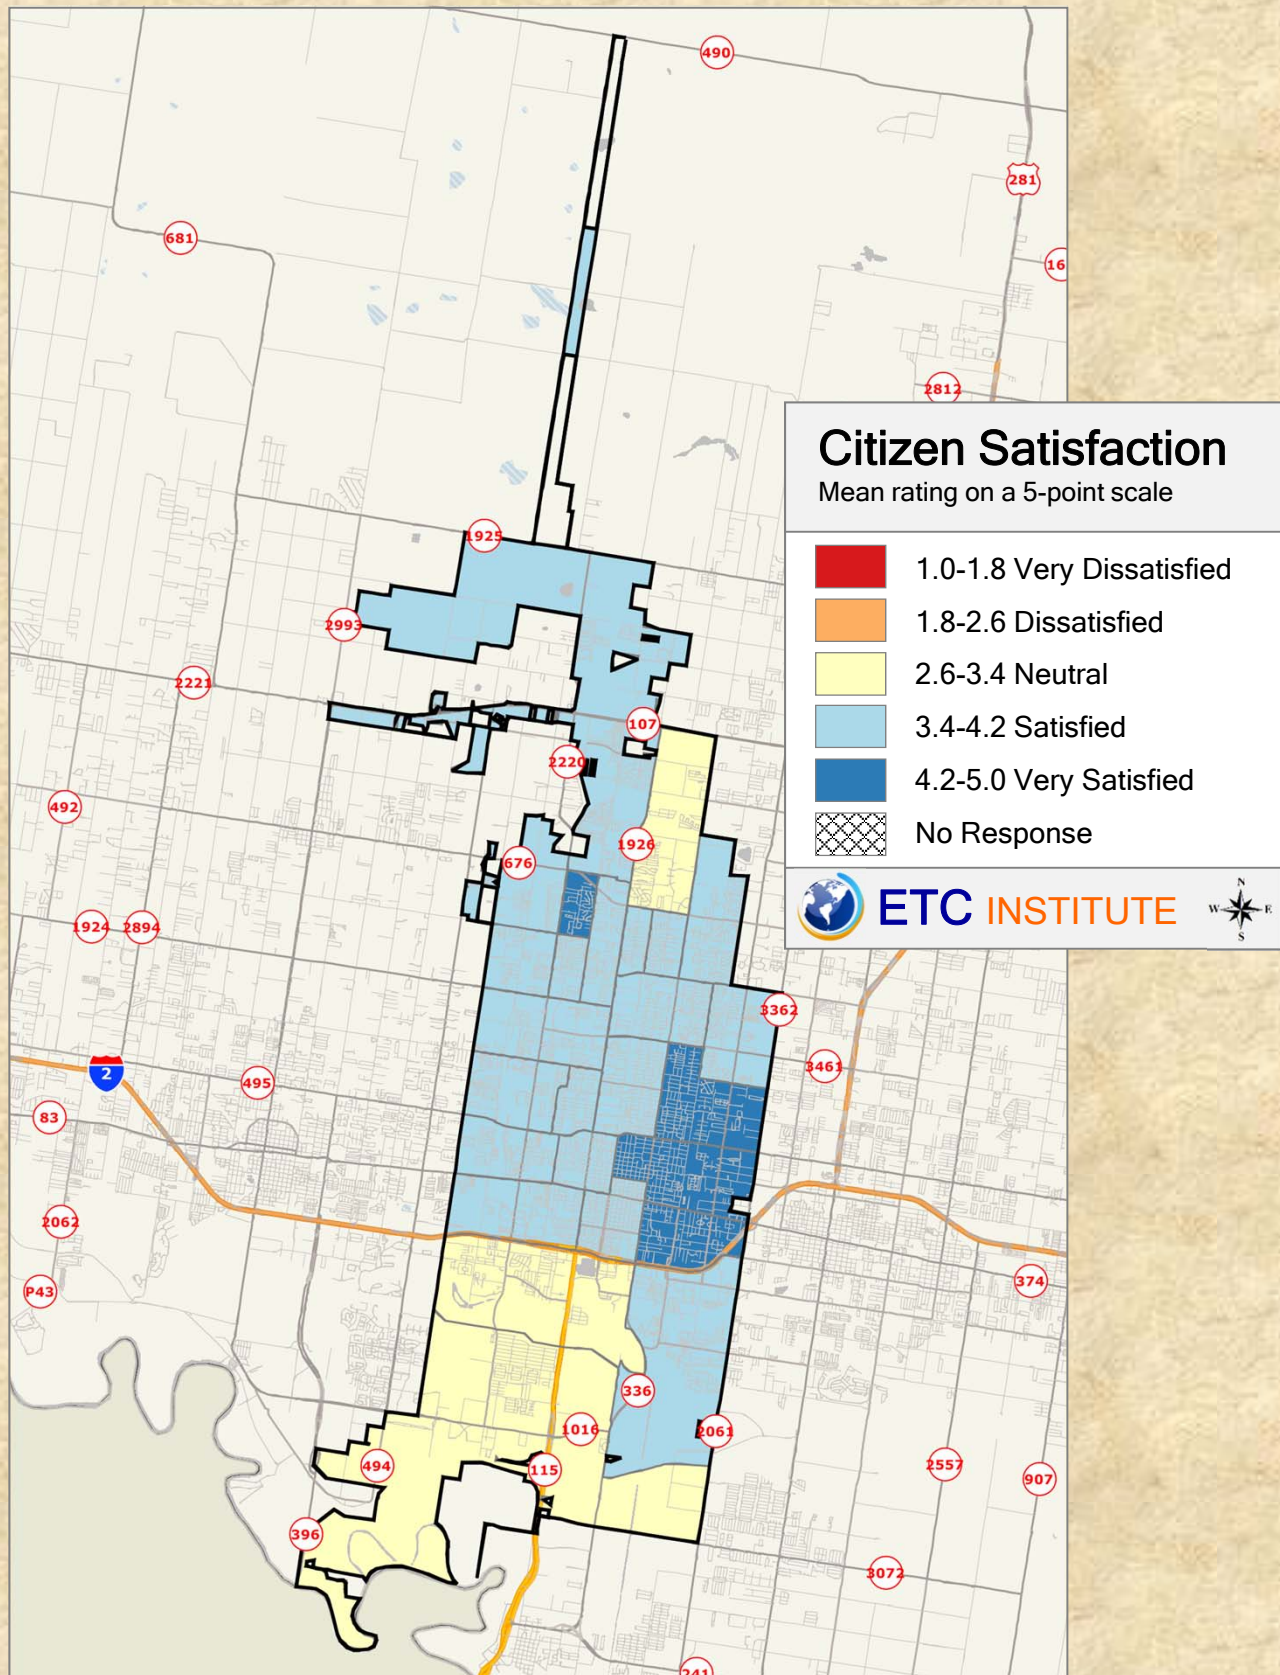 490
281
681
16
2812
Citizen Satisfaction
Mean rating on a 5-point scale
1.0-1.8 Very Dissatisfied
1.8-2.6 Dissatisfied
2.6-3.4 Neutral
3.4-4.2 Satisfied
4.2-5.0 Very Satisfied
No Response
ETC INSTITUTE
N
W E
S
1925
2993
2221
107
2220
492
1926
676
1924
2894
3362
3461
2
495
83
2062
P43
374
336
1016
2061
494
115
2557
907
396
3072
241